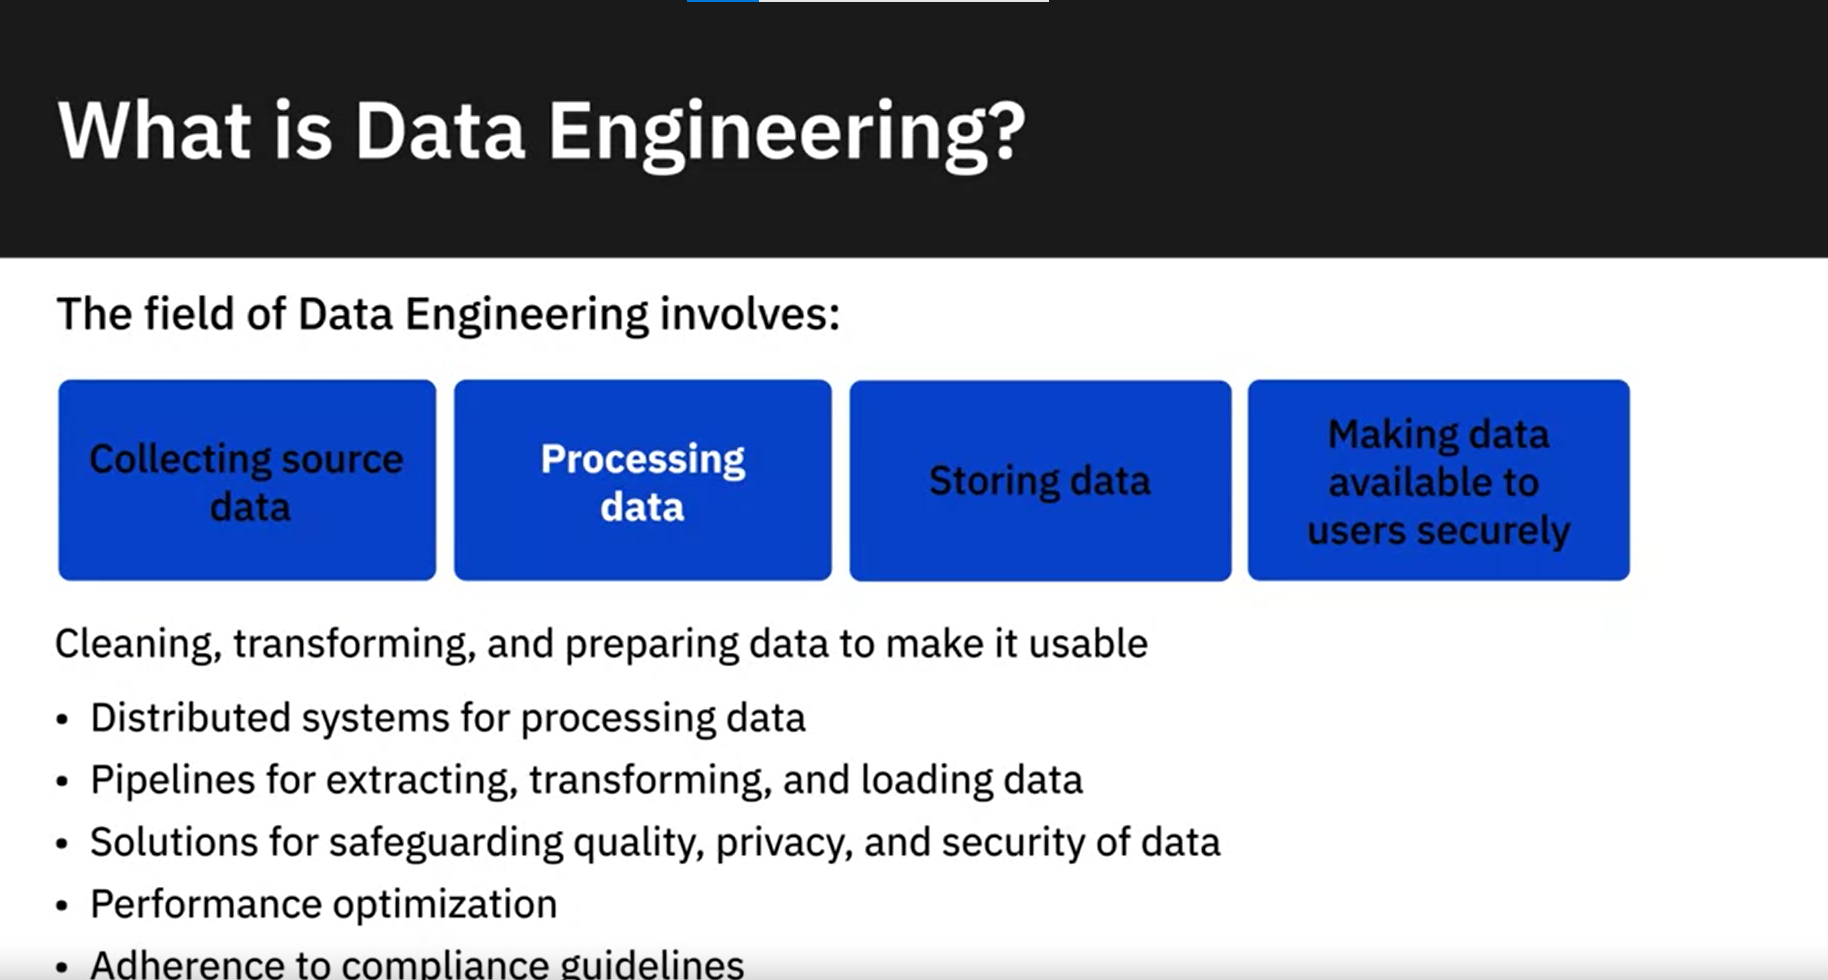 What is Data Engineering?
The field of Data Engineering involves:
Collecting source
data
Processing
data
Storing data
Making data
available to
users securely
Cleaning, transforming, and preparing data to make it usable
• Distributed systems for processing data
• Pipelines for extracting, transforming, and loading data
• Solutions for safeguarding quality, privacy, and security of data
• Performance optimization
• Adherence to compliance guidelines